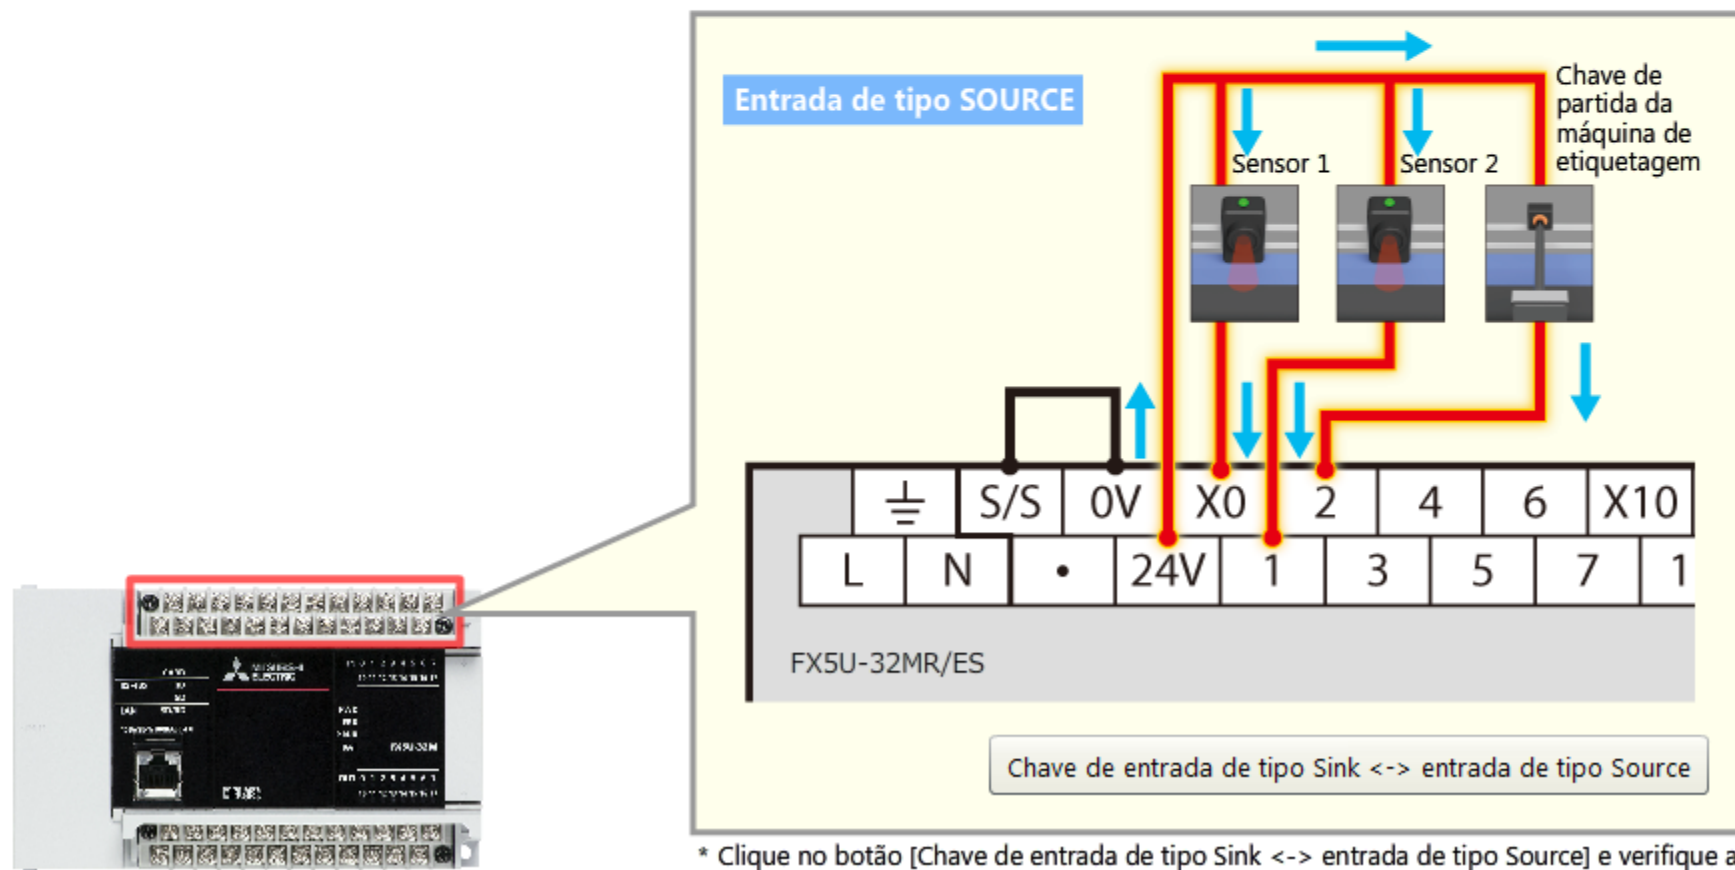 Entrada de tipo SOURCE
Chave de
partida da
máquina de
etiquetagem
Sensor 1
Sensor 2
S/S 0V X0 2 4 6 X10
L N • 24V 1 3 5 7 1
FX5U-32MR/ES
MITSUBISHI
ELECTRIC
Chave de entrada de tipo Sink <-> entrada de tipo Source
* Clique no botão [Chave de entrada de tipo Sink <-> entrada de tipo Source] e verifique a